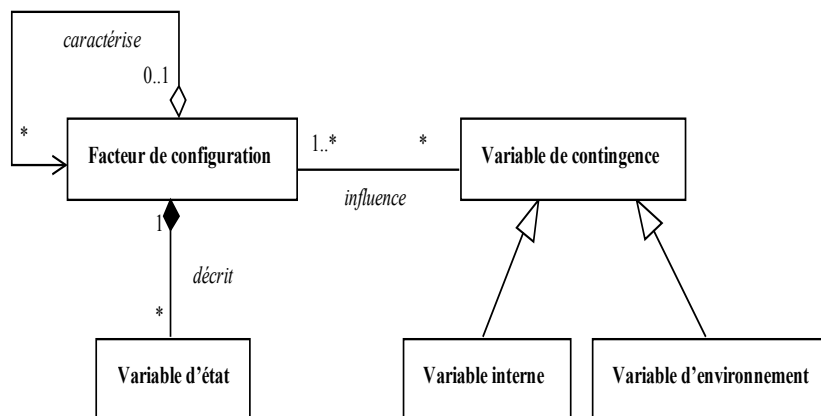 caractérise
0..1
*
Facteur de configuration
1..*
*
Variable de contingence
influence
1
décrit
*
Variable d’état
Variable interne
Variable d’environnement